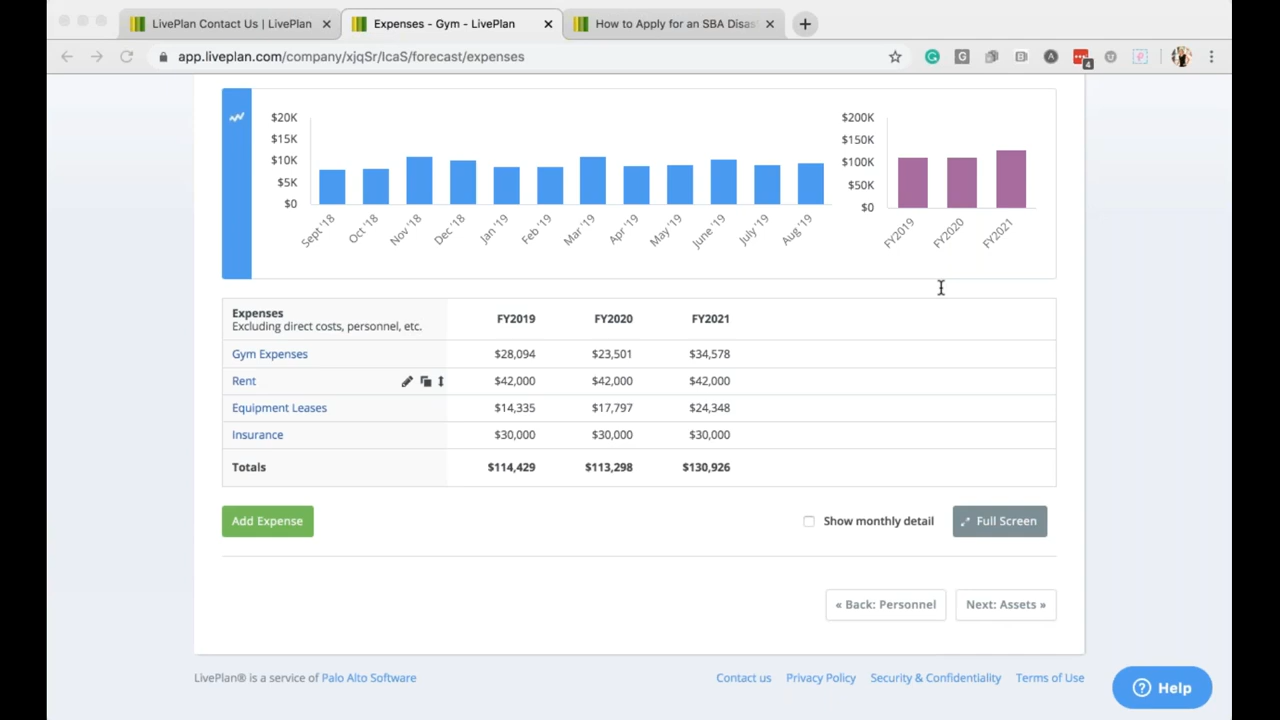 LivePlan Contact Us | LivePlan
Expenses - Gym - LivePlan
How to Apply for an SBA Disas
app.liveplan.com/company/xjqSr/lcaS/forecast/expenses
G
A
4
$20K
$15K
$10K
$5K
$0
Sept '18
Oct '18
Nov '18
Dec '18
Jan '19
Feb '19
Mar '19
Apr '19
May '19
June '19
July '19
Aug '19
$200K
$150K
$100K
$50K
$0
FY2019
FY2020
FY2021
Expenses
Excluding direct costs, personnel, etc.
FY2019 FY2020 FY2021
Gym Expenses $28,094 $23,501 $34,578
Rent $42,000 $42,000 $42,000
Equipment Leases $14,335 $17,797 $24,348
Insurance $30,000 $30,000 $30,000
Totals $114,429 $113,298 $130,926
Add Expense
Show monthly detail
Full Screen
« Back: Personnel
Next: Assets »
LivePlan® is a service of Palo Alto Software
Contact us Privacy Policy Security & Confidentiality Terms of Use
? Help